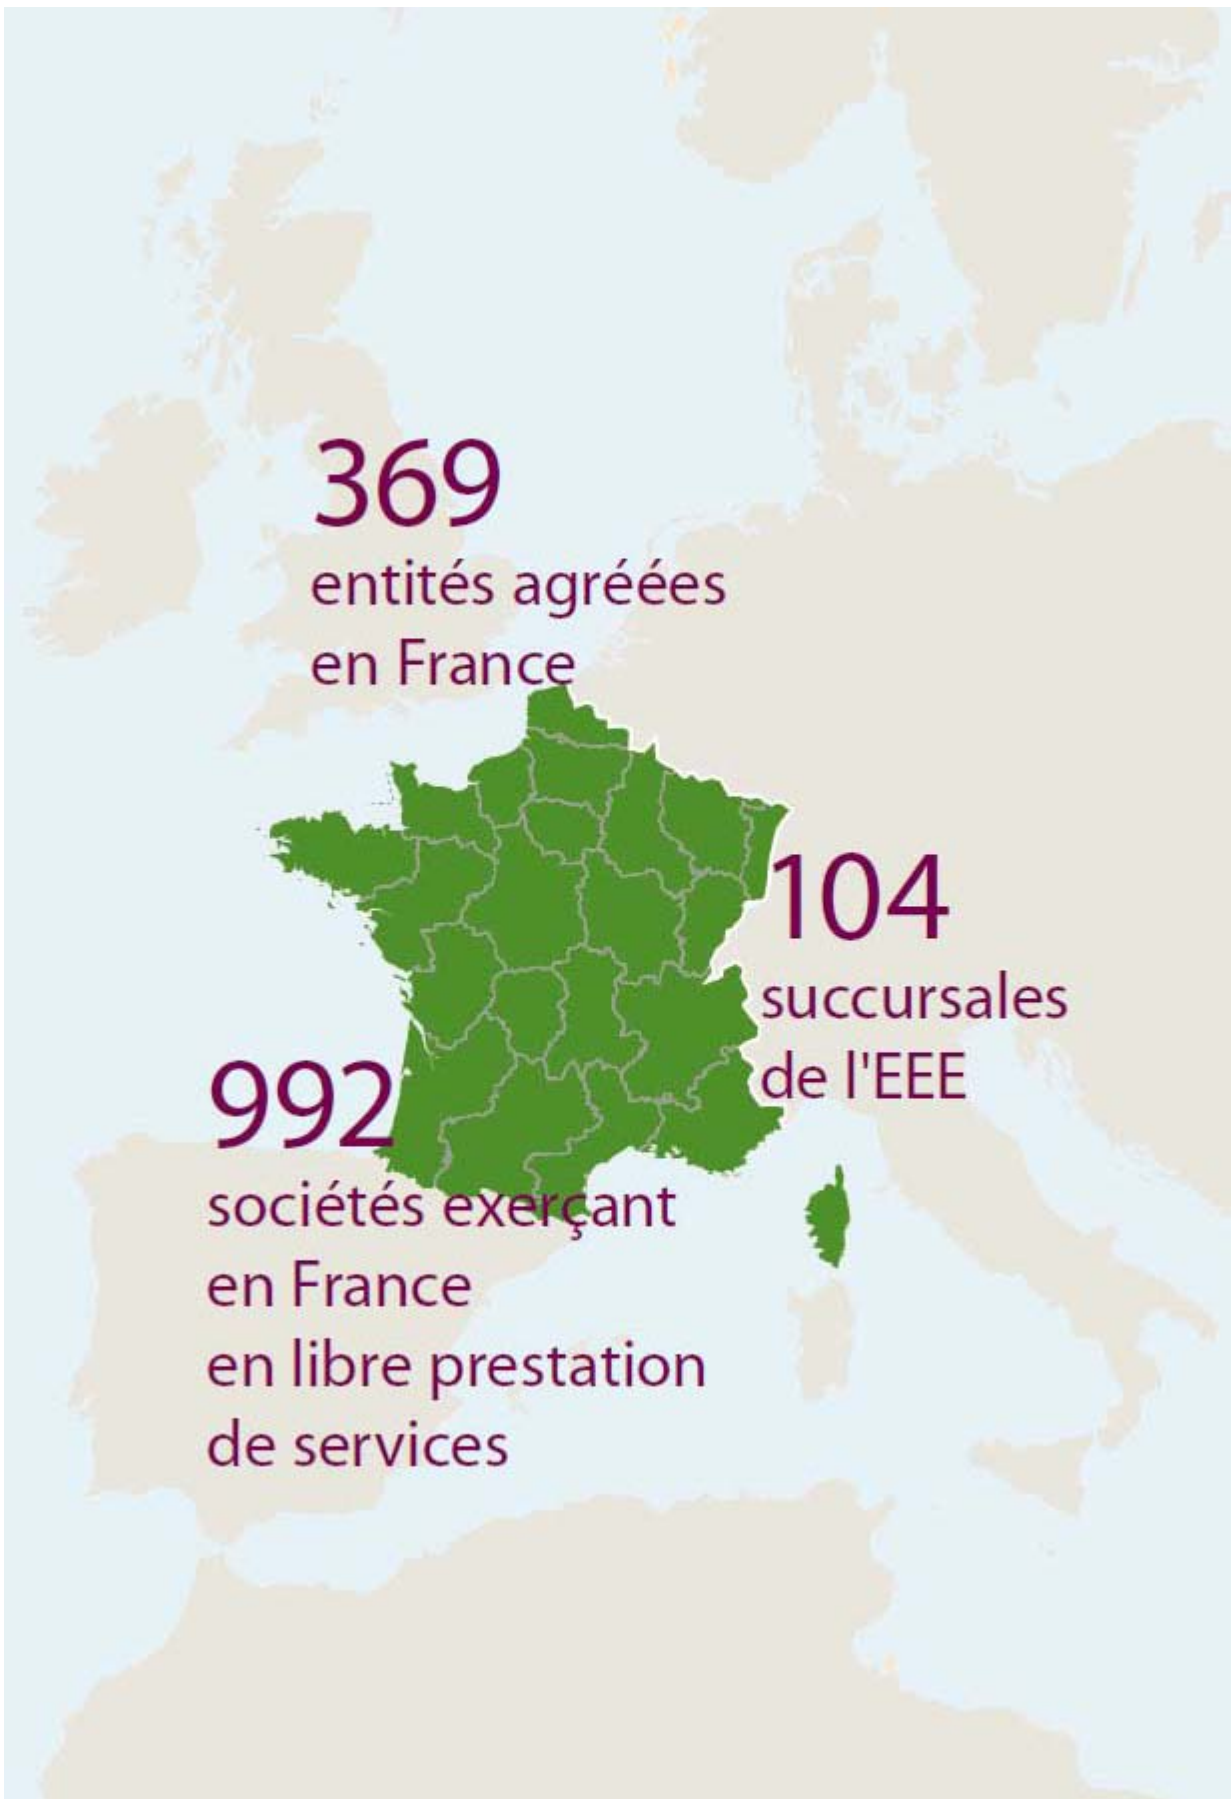 369
entités agréées
en France
104
succursales
de l'EEE
992
sociétés exerçant
en France
en libre prestation
de services